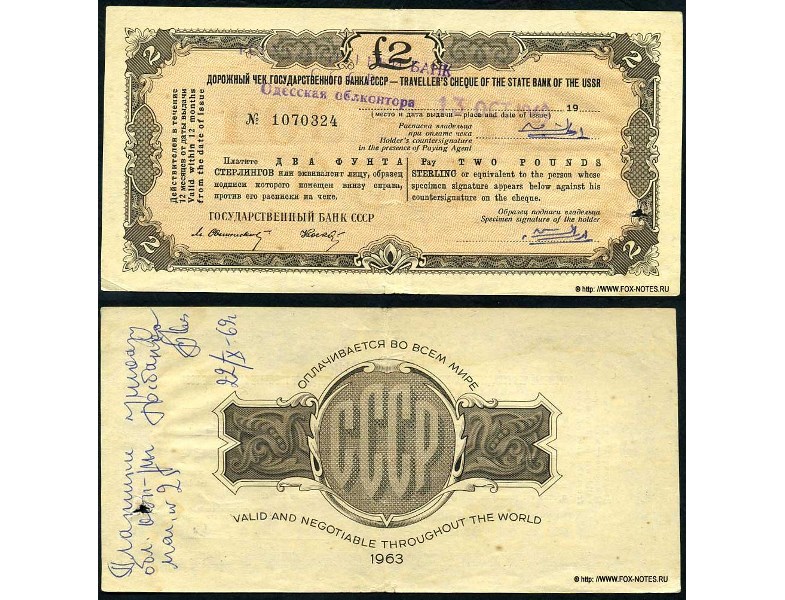 2
£2
2
БАНК
ДОРОЖНЫЙ ЧЕК ГОСУДАРСТВЕННОГО БАНКА СССР — TRAVELLER'S CHEQUE OF THE STATE BANK OF THE USSR
Одесская облконтора
19
(место и дата выдачи — place and date of issue)
№ 1070324
Расписка владельца
при оплате чека
Holder's countersignature
in the presence of Paying Agent
Действителен в течение
12 месяцев от даты выдачи
Valid within 12 months
from the date of issue
Платите ДВА ФУНТА
СТЕРЛИНГОВ или эквивалент лицу, образец
подписи которого помещен внизу справа,
против его расписки на чеке.
Pay TWO POUNDS
STERLING or equivalent to the person whose
specimen signature appears below against his
countersignature on the cheque.
ГОСУДАРСТВЕННЫЙ БАНК СССР
Образец подписи владельца
Specimen signature of the holder
2
2
© http: //WWW.FOX-NOTES.RU
22/X-69г
ОПЛАЧИВАЕТСЯ ВО ВСЕМ МИРЕ
СССР
VALID AND NEGOTIABLE THROUGHOUT THE WORLD
1963
© http: //WWW.FOX-NOTES.RU